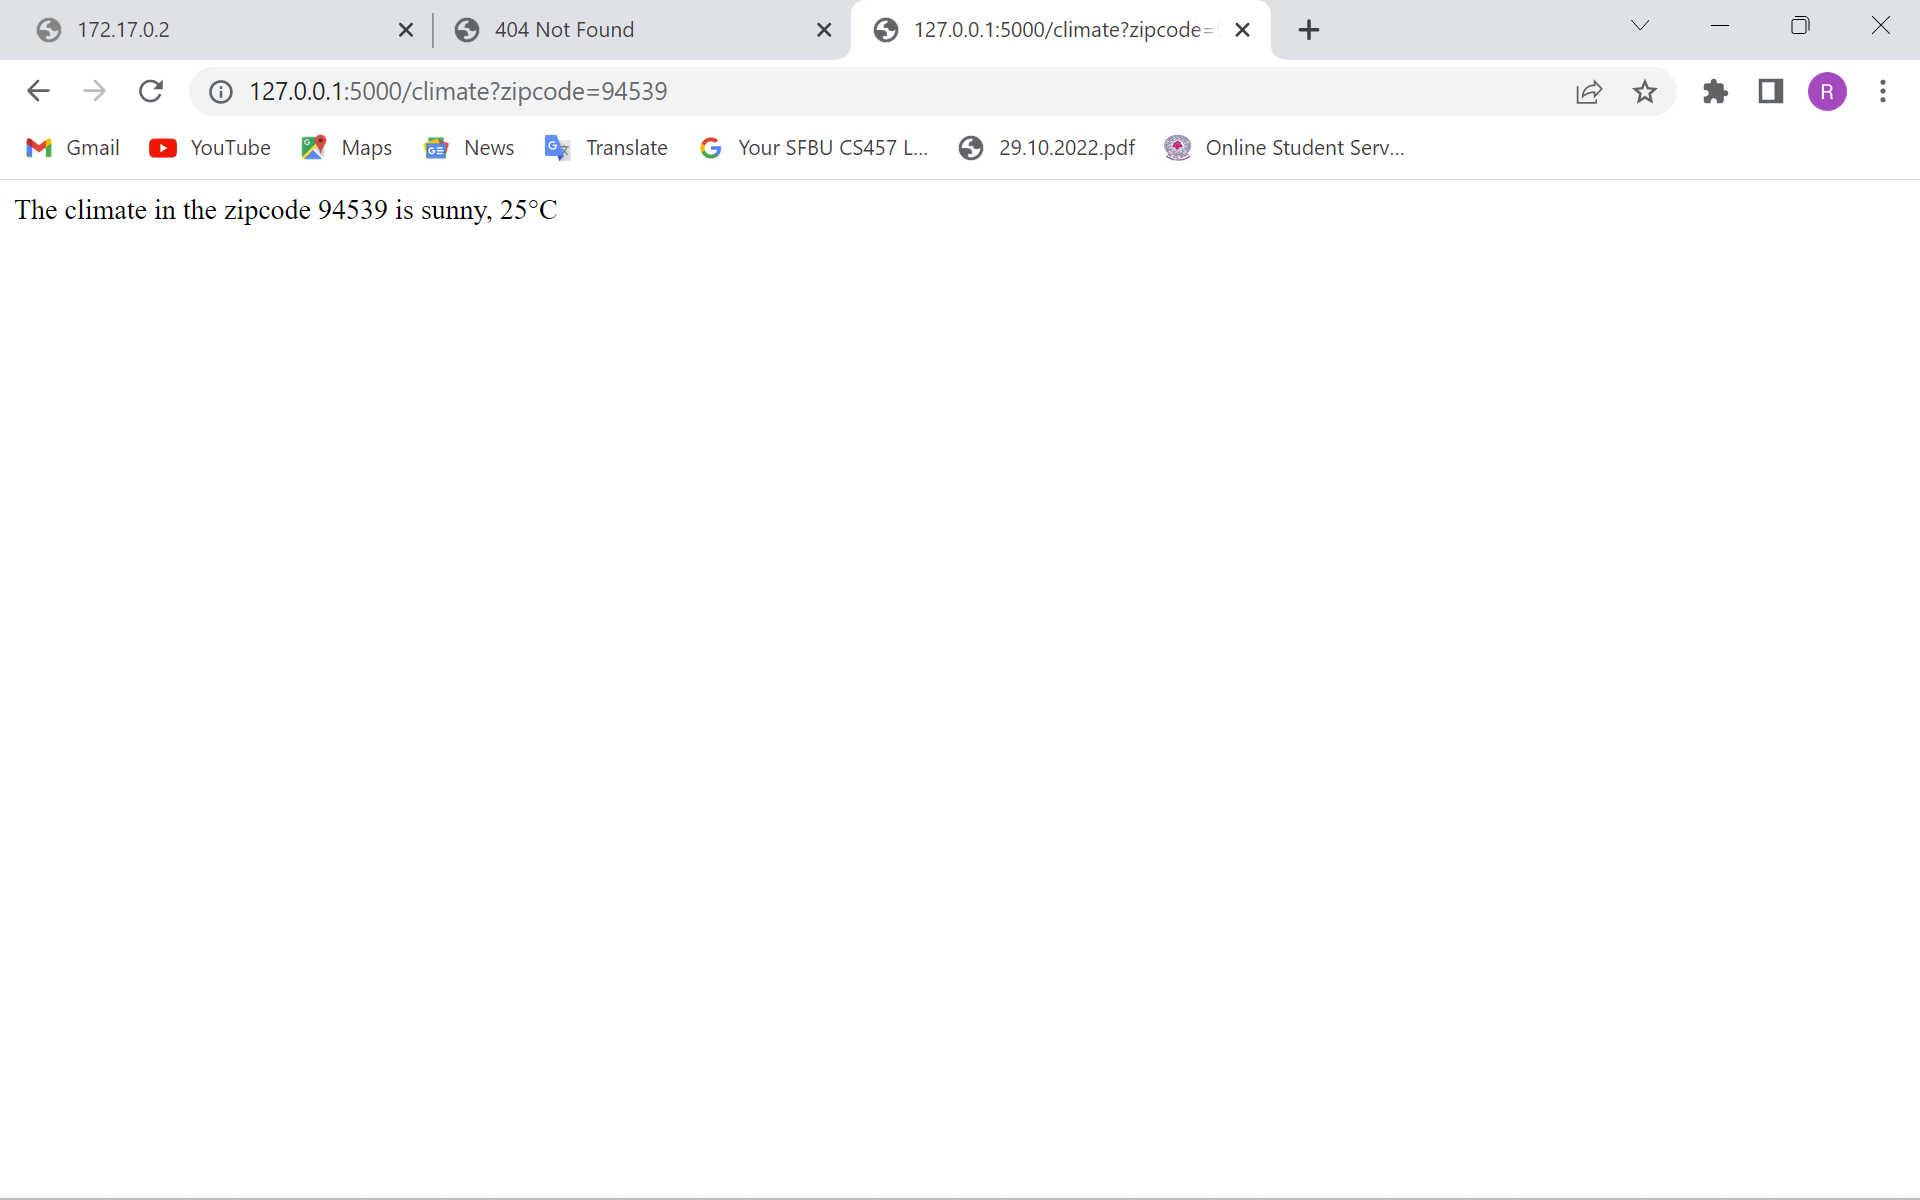 172.17.0.2
404 Not Found
127.0.0.1:5000/climate?zipcode=
127.0.0.1:5000/climate?zipcode=94539
R
Gmail
YouTube
Maps
News
Translate
Your SFBU CS457 L...
29.10.2022.pdf
Online Student Serv...
The climate in the zipcode 94539 is sunny, 25°C